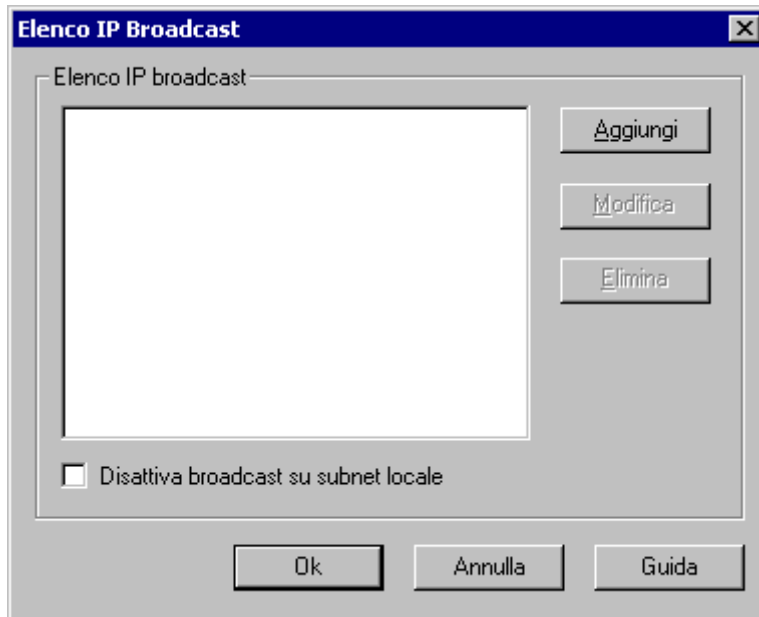 Elenco IP Broadcast
Elenco IP broadcast
Aggiungi
Modifica
Elimina
Disattiva broadcast su subnet locale
Ok
Annulla
Guida